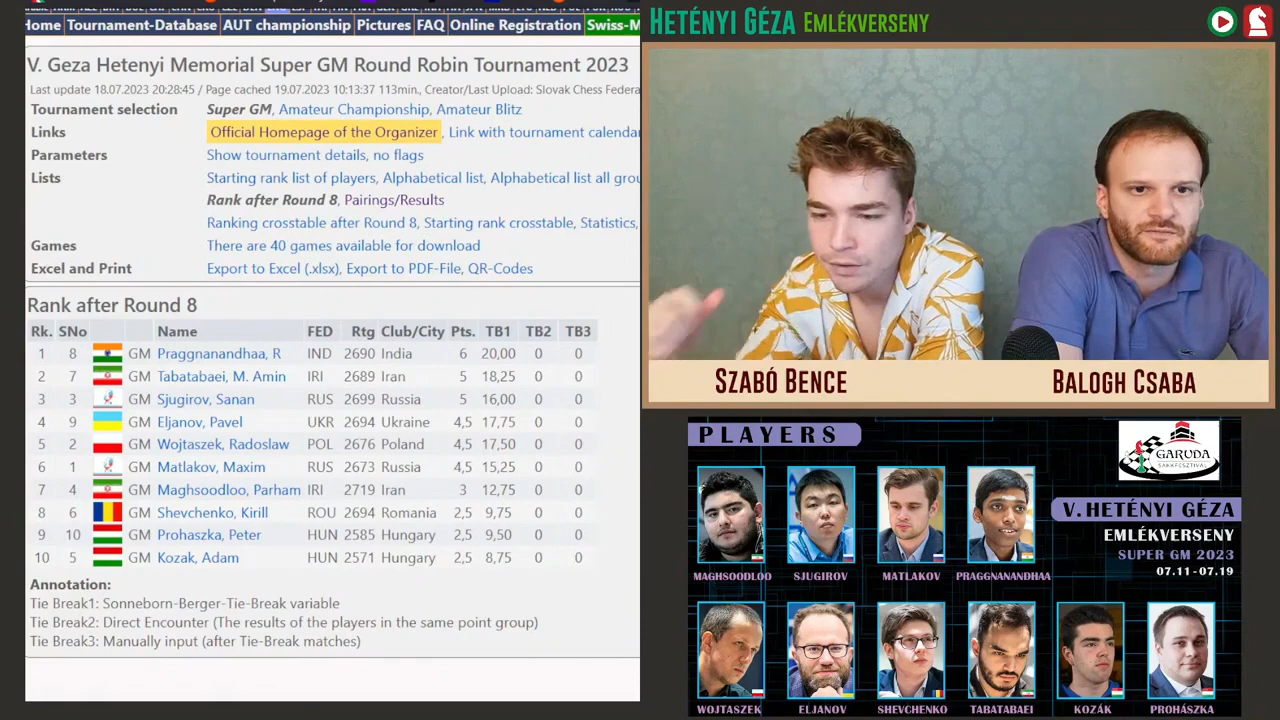 Home Tournament-Database AUT championship Pictures FAQ Online Registration Swiss-M
V. Geza Hetenyi Memorial Super GM Round Robin Tournament 2023
Last update 18.07.2023 20:28:45 / Page cached 19.07.2023 10:13:37 113min., Creator/Last Upload: Slovak Chess Federa
Tournament selection Super GM, Amateur Championship, Amateur Blitz
Links Official Homepage of the Organizer, Link with tournament calenda
Parameters Show tournament details, no flags
Lists Starting rank list of players, Alphabetical list, Alphabetical list all grou
Rank after Round 8, Pairings/Results
Ranking crosstable after Round 8, Starting rank crosstable, Statistics,
Games There are 40 games available for download
Excel and Print Export to Excel (.xlsx), Export to PDF-File, QR-Codes
Rank after Round 8
Rk. SNo Name FED Rtg Club/City Pts. TB1 TB2 TB3
1 8 GM Praggnanandhaa, R IND 2690 India 6 20,00 0 0
2 7 GM Tabatabaei, M. Amin IRI 2689 Iran 5 18,25 0 0
3 3 GM Sjugirov, Sanan RUS 2699 Russia 5 16,00 0 0
4 9 GM Eljanov, Pavel UKR 2694 Ukraine 4,5 17,75 0 0
5 2 GM Wojtaszek, Radoslaw POL 2676 Poland 4,5 17,50 0 0
6 1 GM Matlakov, Maxim RUS 2673 Russia 4,5 15,25 0 0
7 4 GM Maghsoodloo, Parham IRI 2719 Iran 3 12,75 0 0
8 6 GM Shevchenko, Kirill ROU 2694 Romania 2,5 9,75 0 0
9 10 GM Prohaszka, Peter HUN 2585 Hungary 2,5 9,50 0 0
10 5 GM Kozak, Adam HUN 2571 Hungary 2,5 8,75 0 0
Annotation:
Tie Break1: Sonneborn-Berger-Tie-Break variable
Tie Break2: Direct Encounter (The results of the players in the same point group)
Tie Break3: Manually input (after Tie-Break matches)
HETÉNYI GÉZA EMLÉKVERSENY
SZABÓ BENCE BALOGH CSABA
PLAYERS
GARUDA
SAKKFESZTIVÁL
V. HETÉNYI GÉZA
EMLÉKVERSENY
SUPER GM 2023
07.11-07.19
MAGHSOODLOO SJUGIROV MATLAKOV PRAGGNANANDHAA
WOJTASZEK ELJANOV SHEVCHENKO TABATABAEI KOZÁK PROHÁSZKA